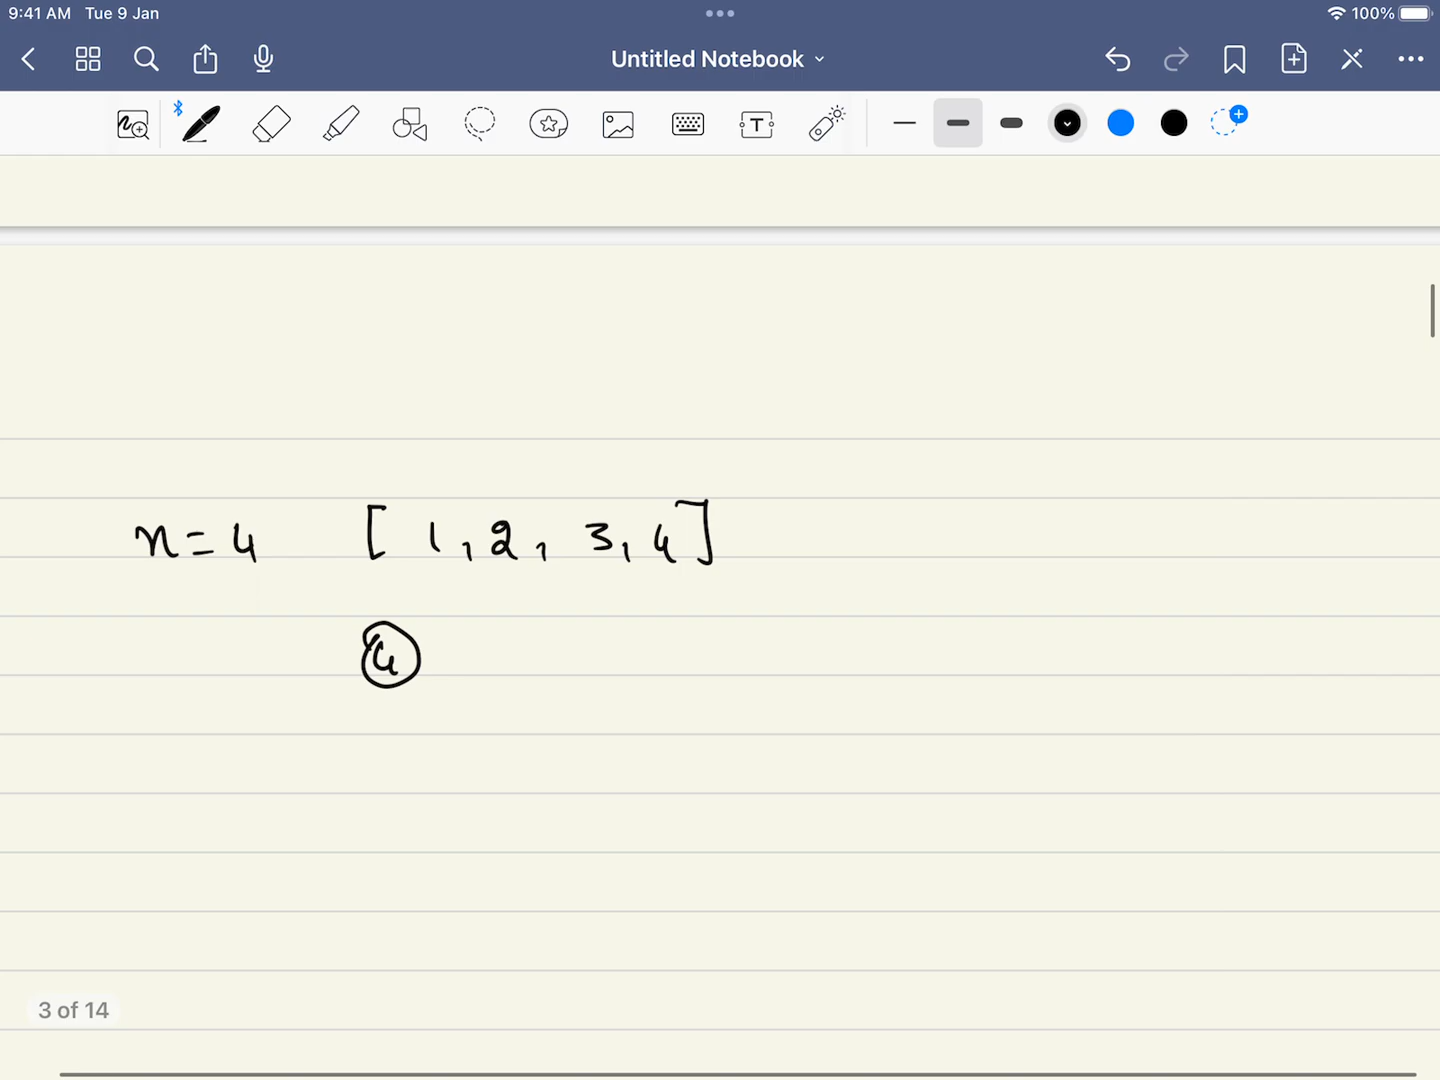 9:41 AM Tue 9 Jan
100%
Untitled Notebook
T
n=4 [ 1, 2, 3, 4]
4
3 of 14